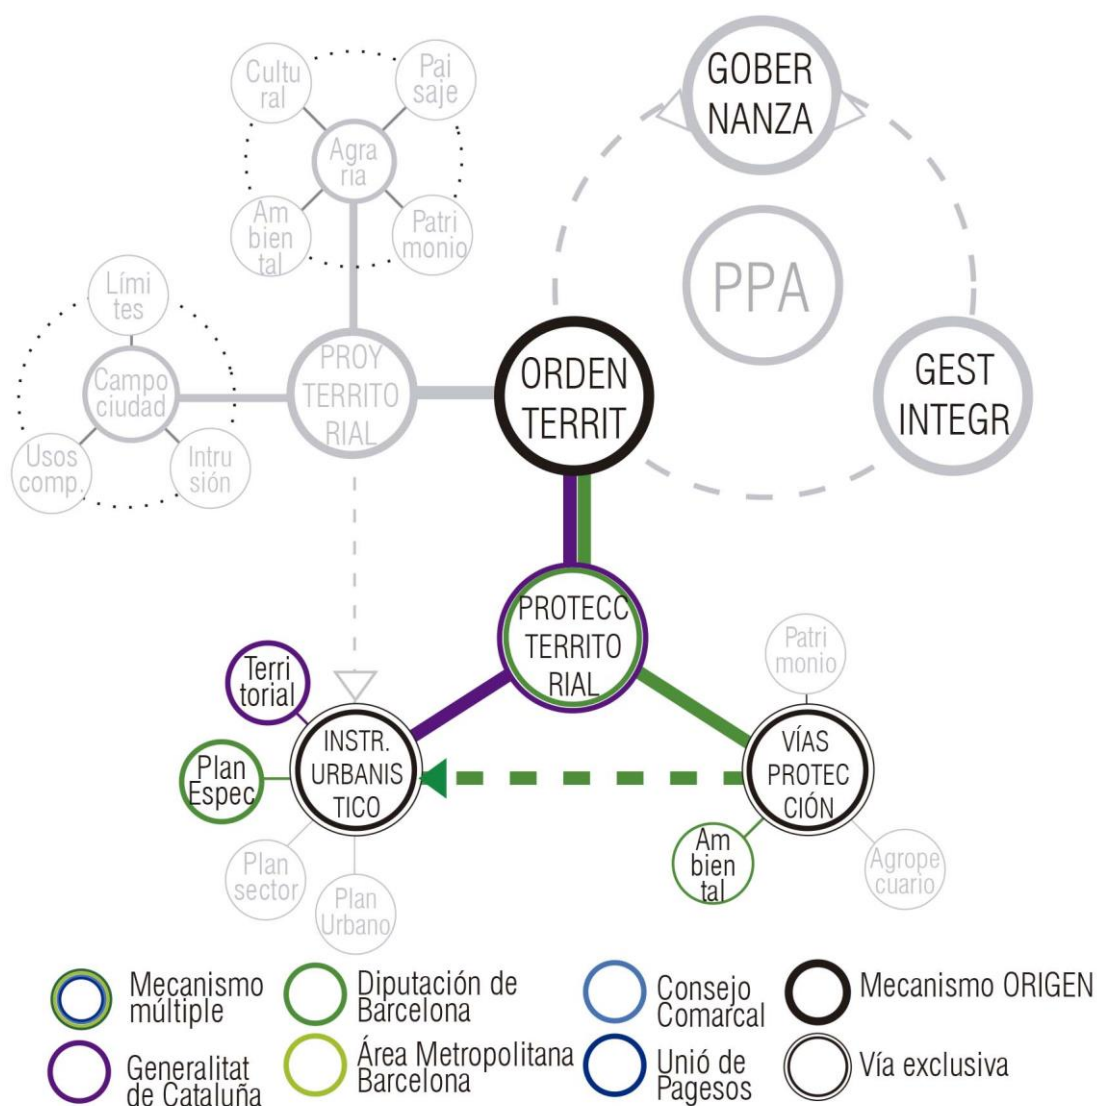 Cultu
ral
Pai
saje
Agra
ria
Am
bien
tal
Patri
monio
GOBER
NANZA
PPA
Lími
tes
Campo
ciudad
Usos
comp.
Intru
sión
PROY
TERRITO
RIAL
ORDEN
TERRIT
GEST
INTEGR
PROTECC
TERRITO
RIAL
Terri
torial
Plan
Espec
INSTR.
URBANIS
TICO
Plan
sector
Plan
Urbano
Patri
monio
VÍAS
PROTEC
CIÓN
Am
bien
tal
Agrope
cuario
Mecanismo
múltiple
Diputación de
Barcelona
Consejo
Comarcal
Mecanismo ORIGEN
Generalitat
de Cataluña
Área Metropolitana
Barcelona
Unió de
Pagesos
Vía exclusiva